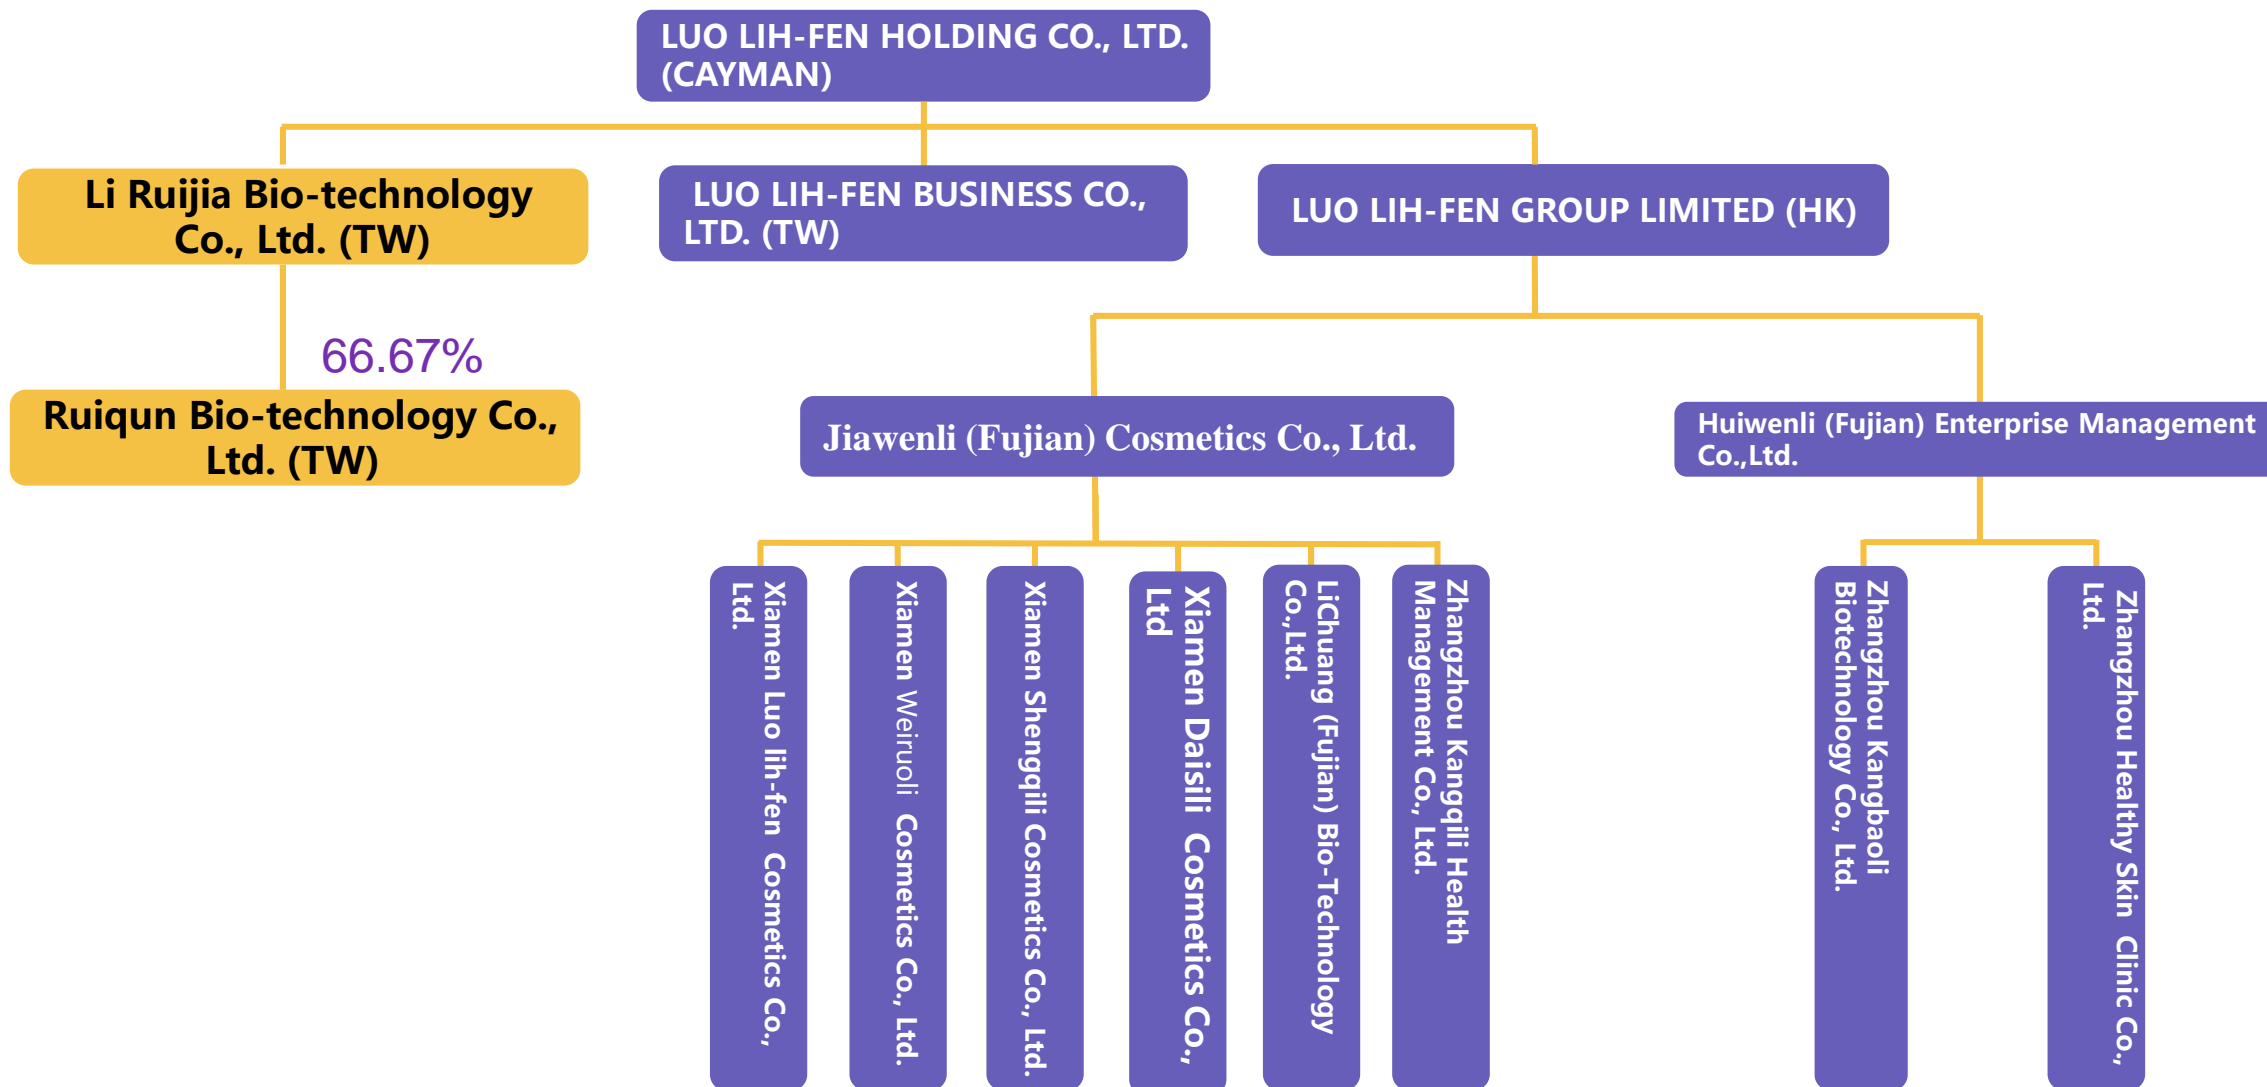 LUO LIH-FEN HOLDING CO., LTD.
(CAYMAN)
Li Ruijia Bio-technology
Co., Ltd. (TW)
LUO LIH-FEN BUSINESS CO.,
LTD. (TW)
LUO LIH-FEN GROUP LIMITED (HK)
66.67%
Ruiqun Bio-technology Co.,
Ltd. (TW)
Jiawenli (Fujian) Cosmetics Co., Ltd.
Huiwenli (Fujian) Enterprise Management
Co.,Ltd.
Xiamen Luo lih-fen Cosmetics Co.,
Ltd.
Xiamen Weiruoli Cosmetics Co., Ltd.
Xiamen Shengqili Cosmetics Co., Ltd.
Xiamen Daisili Cosmetics Co.,
Ltd
LiChuang (Fujian) Bio-Technology
Co.,Ltd.
Zhangzhou Kangqili Health
Management Co., Ltd.
Zhangzhou Kangbaoli
Biotechnology Co., Ltd.
Zhangzhou Healthy Skin Clinic Co.,
Ltd.